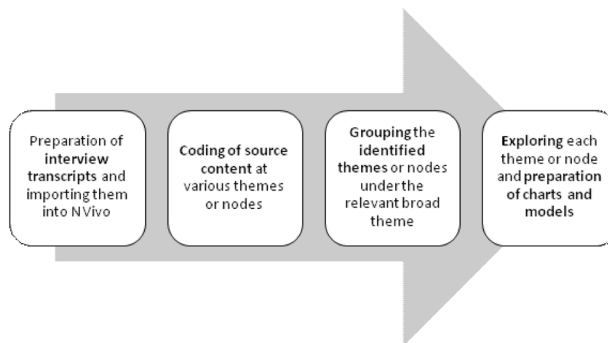 Preparation of
interview
transcripts and
importing them
into NVivo
Coding of source
content at
various themes
or nodes
Grouping the
identified
themes or nodes
under the
relevant broad
theme
Exploring each
theme or node
and preparation
of charts and
models